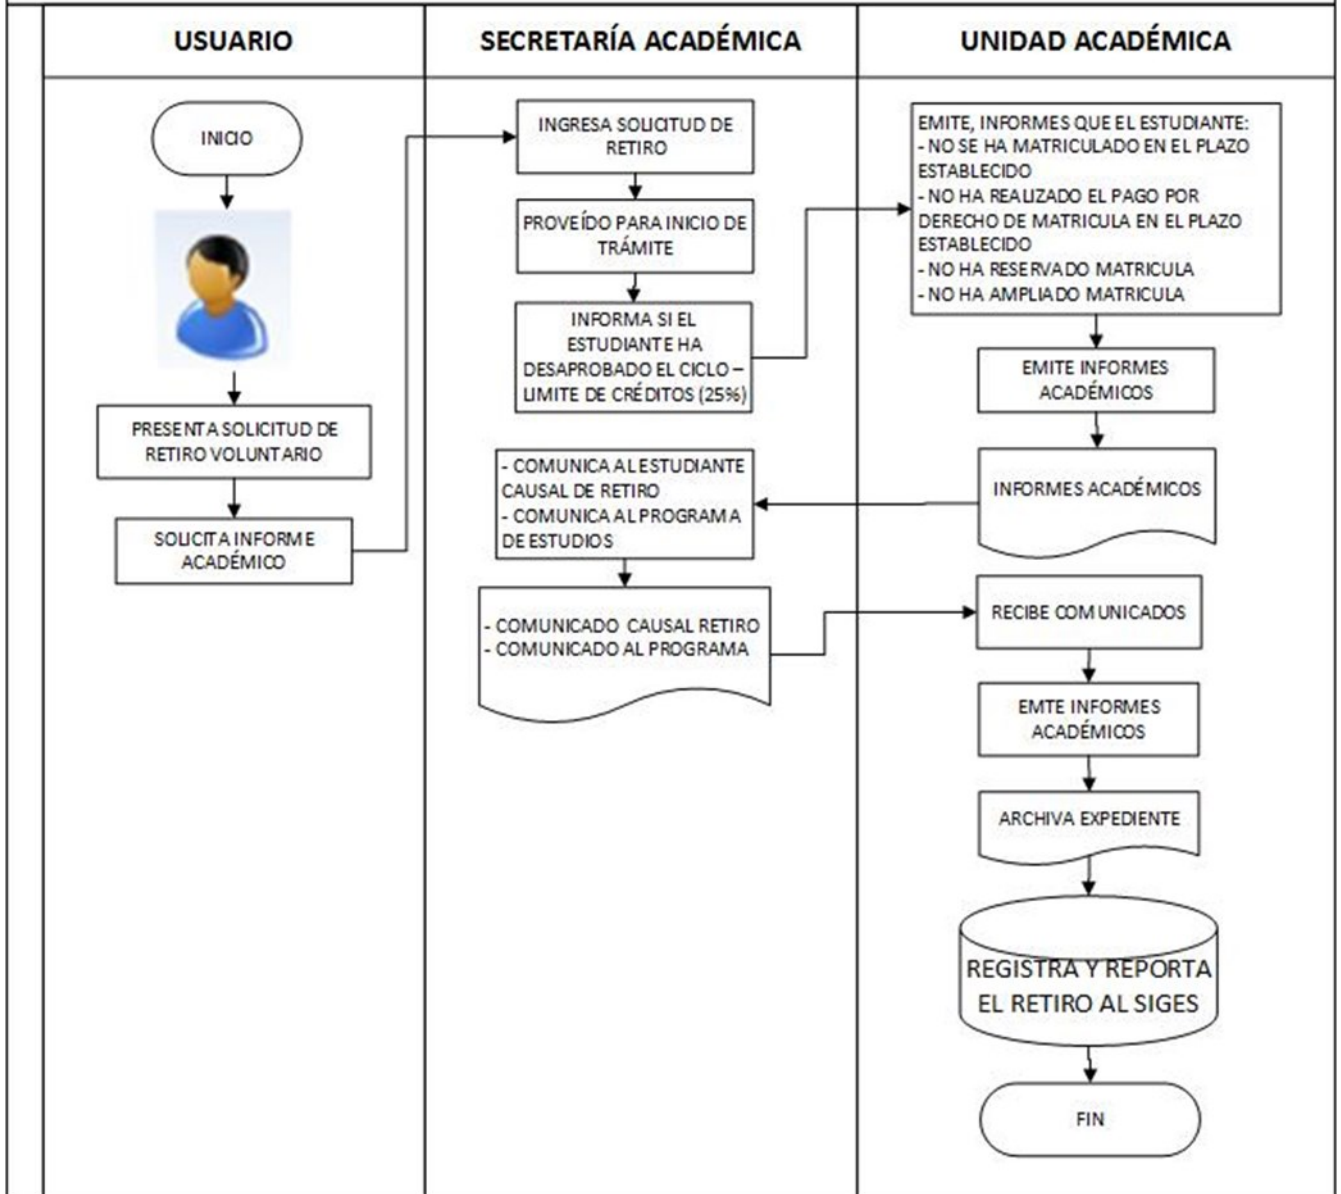 USUARIO
SECRETARÍA ACADÉMICA
UNIDAD ACADÉMICA
INICIO
PRESENTA SOLICITUD DE
RETIRO VOLUNTARIO
SOLICITA INFORME
ACADÉMICO
INGRESA SOLICITUD DE
RETIRO
PROVEÍDO PARA INICIO DE
TRÁMITE
INFORMA SI EL
ESTUDIANTE HA
DESAPROBADO EL CICLO –
LIMITE DE CRÉDITOS (25%)
EMITE, INFORMES QUE EL ESTUDIANTE:
- NO SE HA MATRICULADO EN EL PLAZO
ESTABLECIDO
- NO HA REALIZADO EL PAGO POR
DERECHO DE MATRICULA EN EL PLAZO
ESTABLECIDO
- NO HA RESERVADO MATRICULA
- NO HA AMPLIADO MATRICULA
EMITE INFORMES
ACADÉMICOS
INFORMES ACADÉMICOS
- COMUNICA AL ESTUDIANTE
CAUSAL DE RETIRO
- COMUNICA AL PROGRAMA
DE ESTUDIOS
- COMUNICADO CAUSAL RETIRO
- COMUNICADO AL PROGRAMA
RECIBE COMUNICADOS
EMTE INFORMES
ACADÉMICOS
ARCHIVA EXPEDIENTE
REGISTRA Y REPORTA
EL RETIRO AL SIGES
FIN